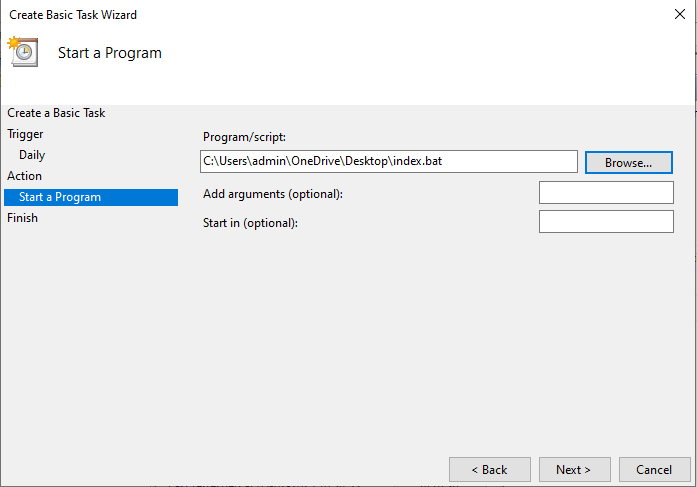 Create Basic Task Wizard
Start a Program
Create a Basic Task
Trigger
Daily
Action
Start a Program
Finish
Program/script:
C:\Users\admin\OneDrive\Desktop\index.bat
Browse...
Add arguments (optional):
Start in (optional):
< Back
Next >
Cancel